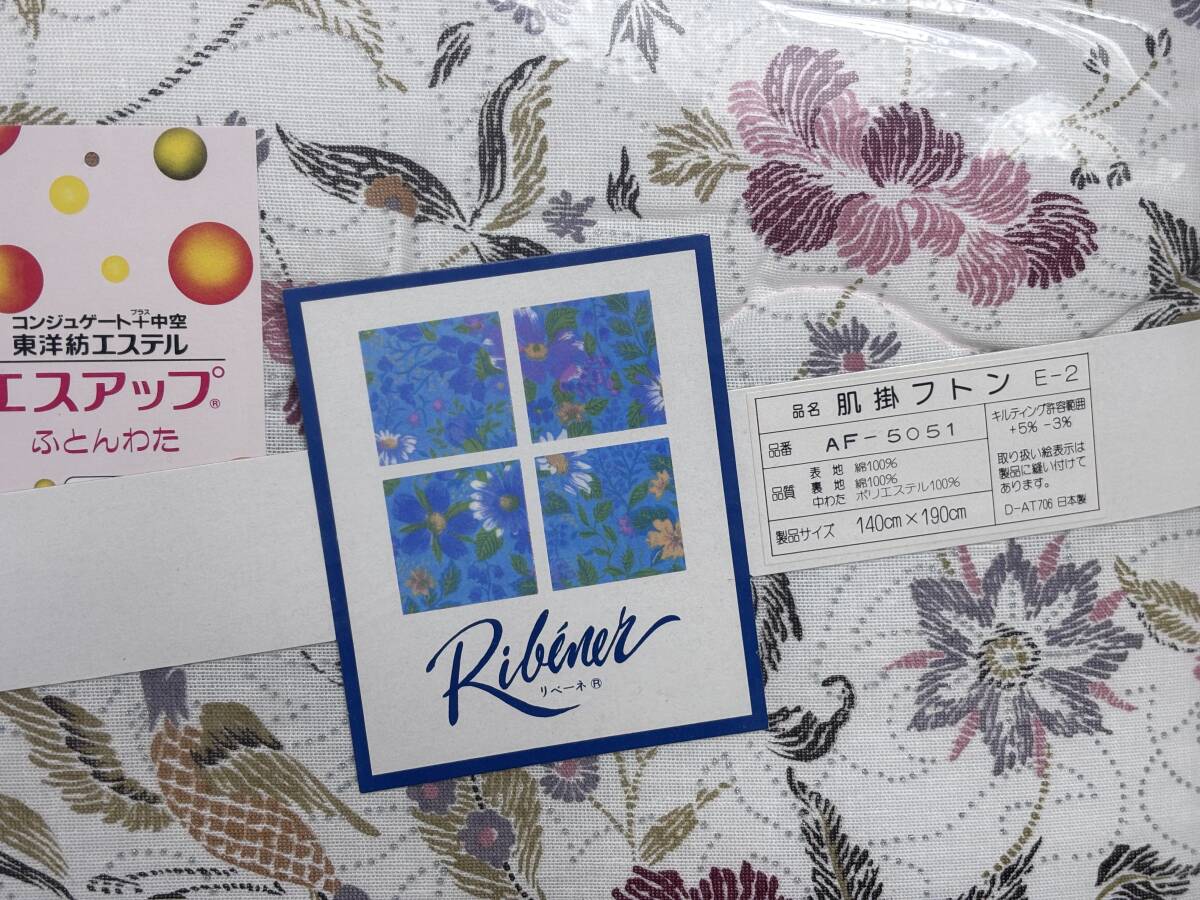 コンジュゲート＋中空
プラス
東洋紡エステル
エスアップ®
ふとんわた
Ribéner
リベーネ®
品名 肌掛フトン E-2
品番 AF-5051
品質 表地 綿100%
裏地 綿100%
中わた ポリエステル100%
製品サイズ 140cm×190cm
キルティング許容範囲
+5% -3%
取り扱い絵表示は
製品に縫い付けて
あります。
D-AT706 日本製